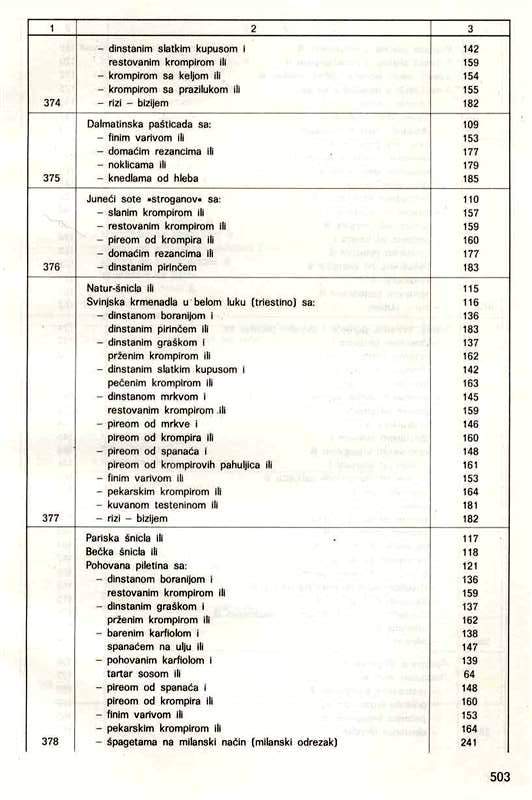 1 2 3
– dinstanim slatkim kupusom i 142
restovanim krompirom ili 159
– krompirom sa keljom ili 154
– krompirom sa prazilukom ili 155
374 – rizi – bizijem 182
Dalmatinska pašticada sa: 109
– finim varivom ili 153
– domaćim rezancima ili 177
– noklicama ili 179
375 – knedlama od hleba 185
Juneći sote »stroganov« sa: 110
– slanim krompirom ili 157
– restovanim krompirom ili 159
– pireom od krompira ili 160
– domaćim rezancima ili 177
376 – dinstanim pirinčem 183
Natur-šnicla ili 115
Svinjska krmenadla u belom luku (triestino) sa: 116
– dinstanom boranijom i 136
dinstanim pirinčem ili 183
– dinstanim graškom i 137
prženim krompirom ili 162
– dinstanim slatkim kupusom i 142
pečenim krompirom ili 163
– dinstanom mrkvom i 145
restovanim krompirom ili 159
– pireom od mrkve i 146
pireom od krompira ili 160
– pireom od spanaća i 148
pireom od krompirovih pahuljica ili 161
– finim varivom ili 153
– pekarskim krompirom ili 164
– kuvanom testeninom ili 181
377 – rizi – bizijem 182
Pariska šnicla ili 117
Bečka šnicla ili 118
Pohovana piletina sa: 121
– dinstanom boranijom i 136
restovanim krompirom ili 159
– dinstanim graškom i 137
prženim krompirom ili 162
– barenim karfiolom i 138
spanaćem na ulju ili 147
– pohovanim karfiolom i 139
tartar sosom ili 64
– pireom od spanaća i 148
pireom od krompira ili 160
– finim varivom ili 153
– pekarskim krompirom ili 164
378 – špagetama na milanski način (milanski odrezak) 241
503